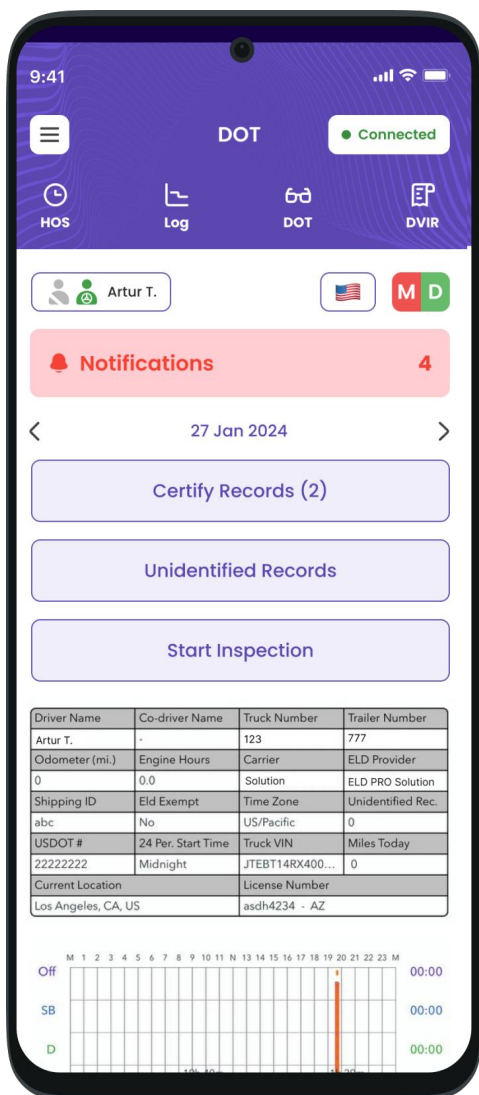 9:41
DOT
Connected
HOS Log DOT DVIR
Artur T. M D
Notifications 4
27 Jan 2024
Certify Records (2)
Unidentified Records
Start Inspection
Driver Name Co-driver Name Truck Number Trailer Number
Artur T. - 123 777
Odometer (mi.) Engine Hours Carrier ELD Provider
0 0.0 Solution ELD PRO Solution
Shipping ID Eld Exempt Time Zone Unidentified Rec.
abc No US/Pacific 0
USDOT # 24 Per. Start Time Truck VIN Miles Today
22222222 Midnight JTEBT14RX400... 0
Current Location License Number
Los Angeles, CA, US asdh4234 - AZ
M 1 2 3 4 5 6 7 8 9 10 11 N 13 14 15 16 17 18 19 20 21 22 23 M
Off 00:00
SB 00:00
D 00:00